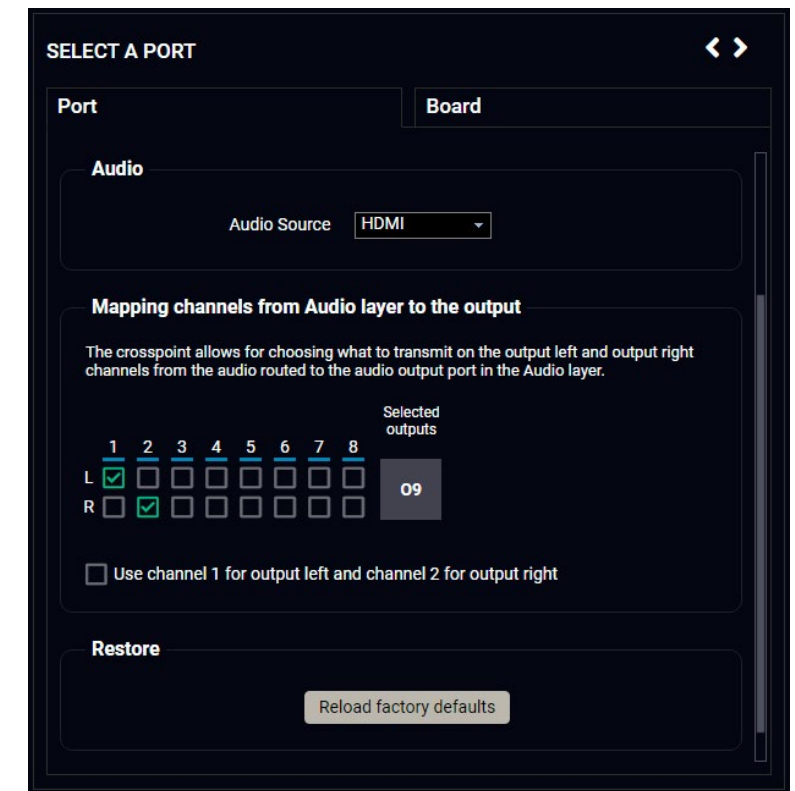 SELECT A PORT
Port
Board
Audio
Audio Source
HDMI
Mapping channels from Audio layer to the output
The crosspoint allows for choosing what to transmit on the output left and output right
channels from the audio routed to the audio output port in the Audio layer.
Selected
outputs
1 2 3 4 5 6 7 8
L
R
O9
Use channel 1 for output left and channel 2 for output right
Restore
Reload factory defaults